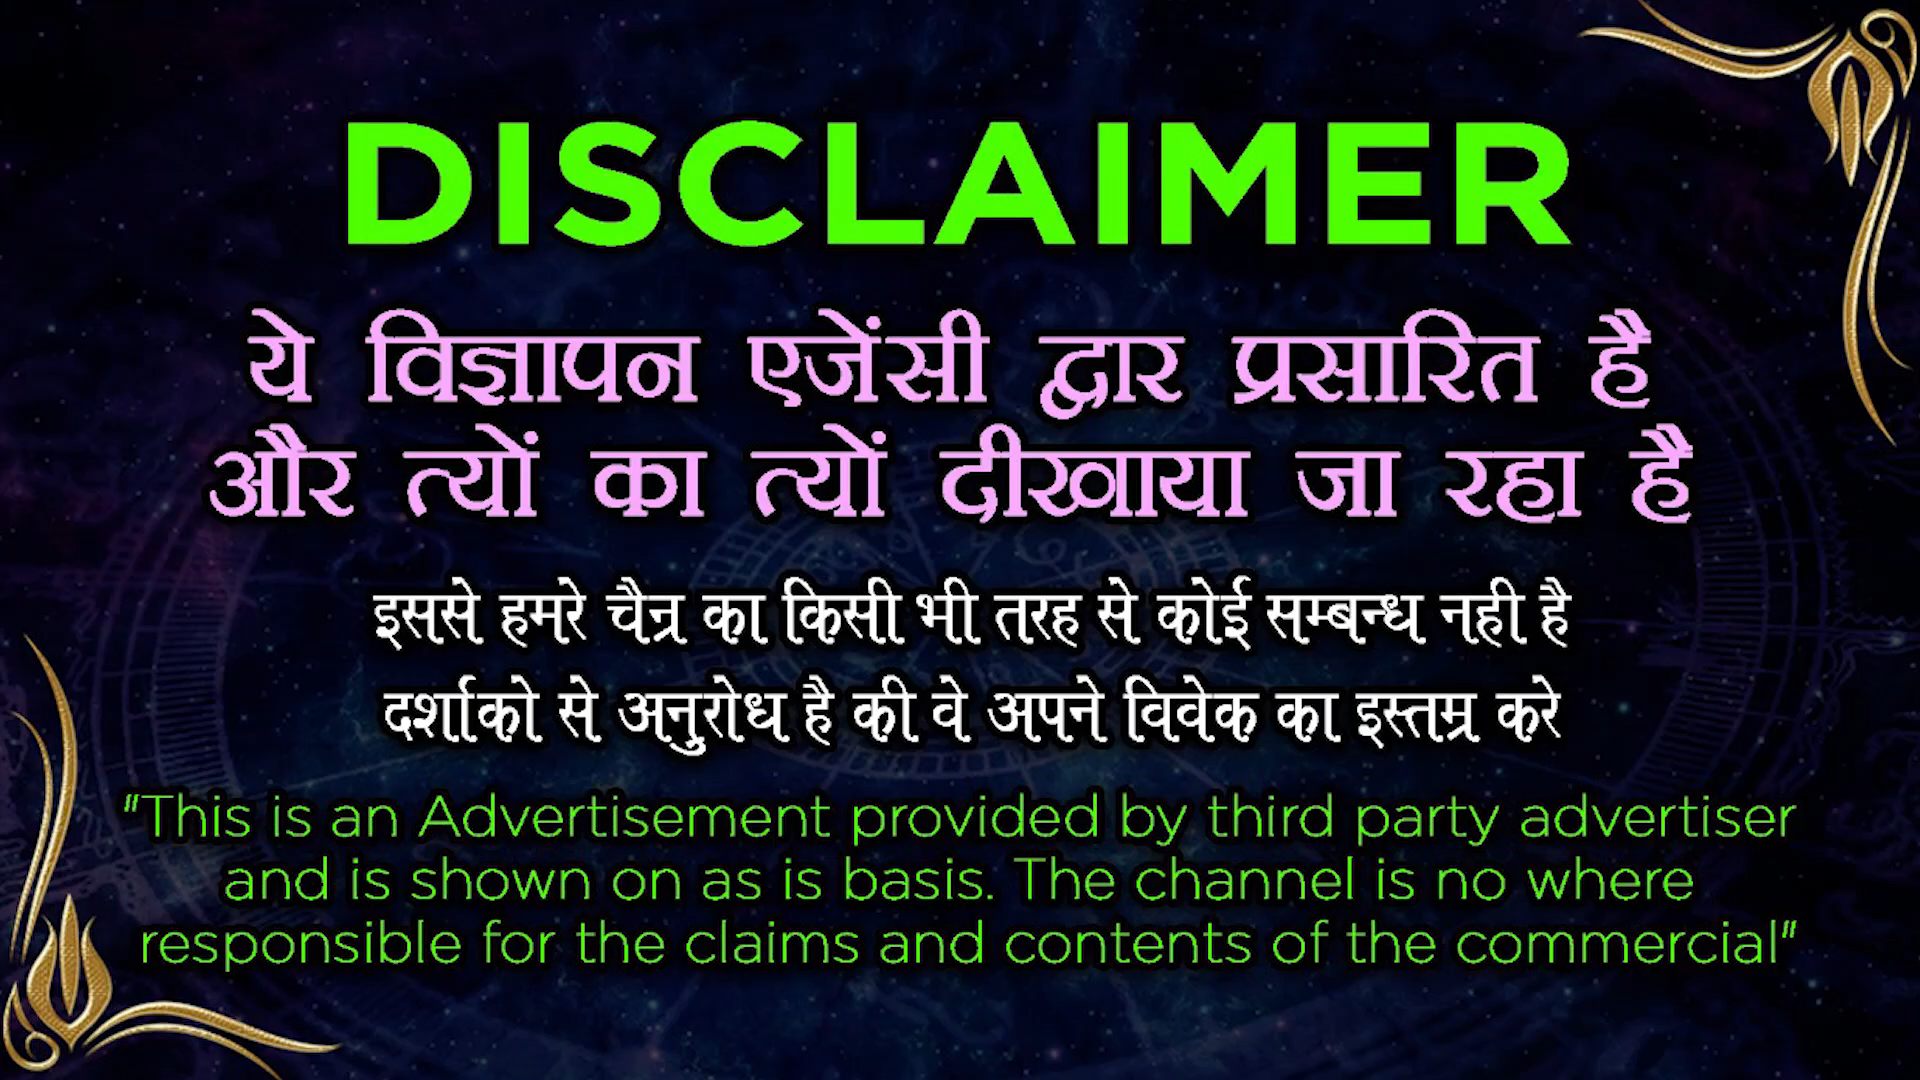 DISCLAIMER
ये विज्ञापन एजेंसी द्वार प्रसारित है
और त्यों का त्यों दीखाया जा रहा है
इससे हमरे चैन्र का किसी भी तरह से कोई सम्बन्ध नही है
दर्शाको से अनुरोध है की वे अपने विवेक का इस्तम्र करे
"This is an Advertisement provided by third party advertiser
and is shown on as is basis. The channel is no where
responsible for the claims and contents of the commercial"